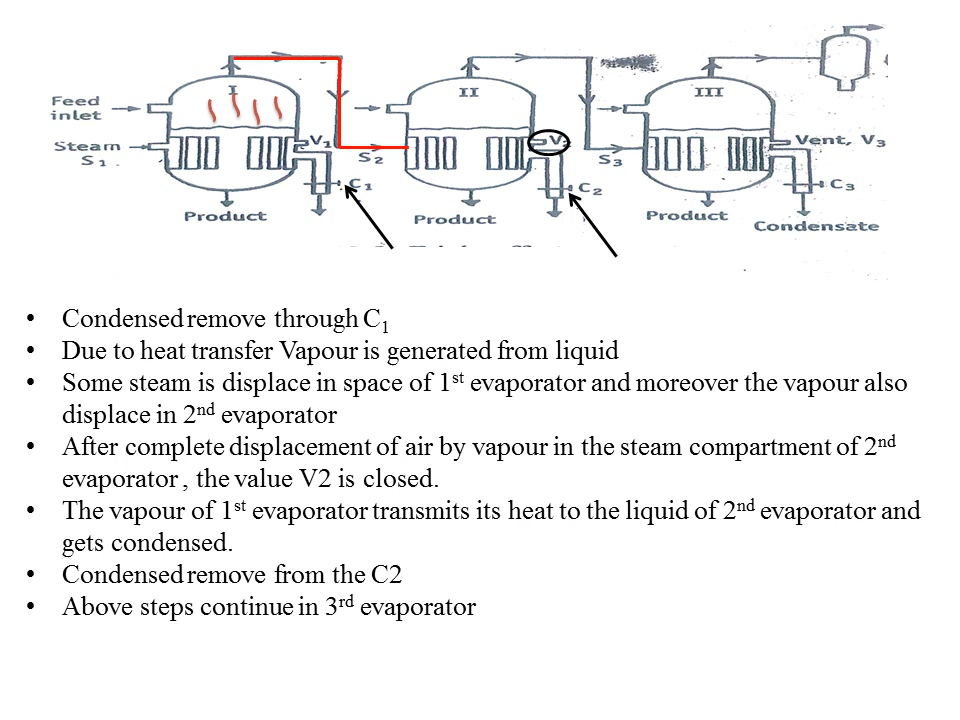 I
II
III
Feed
inlet
Steam
S1
V1
S2
C1
Product
V2
S3
C2
Product
Vent, V3
C3
Product
Condensate
• Condensed remove through C1
• Due to heat transfer Vapour is generated from liquid
• Some steam is displace in space of 1st evaporator and moreover the vapour also
displace in 2nd evaporator
• After complete displacement of air by vapour in the steam compartment of 2nd
evaporator , the value V2 is closed.
• The vapour of 1st evaporator transmits its heat to the liquid of 2nd evaporator and
gets condensed.
• Condensed remove from the C2
• Above steps continue in 3rd evaporator